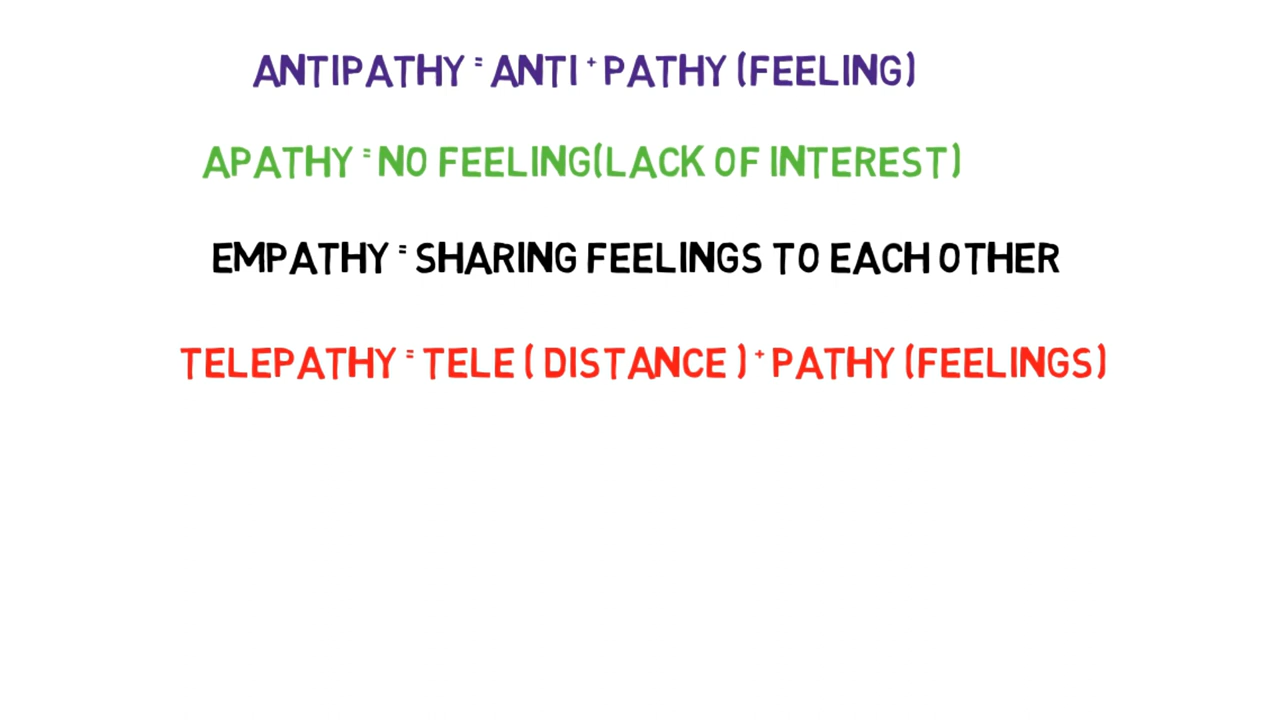 ANTIPATHY = ANTI + PATHY (FEELING)
APATHY = NO FEELING(LACK OF INTEREST)
EMPATHY = SHARING FEELINGS TO EACH OTHER
TELEPATHY = TELE ( DISTANCE ) + PATHY (FEELINGS)